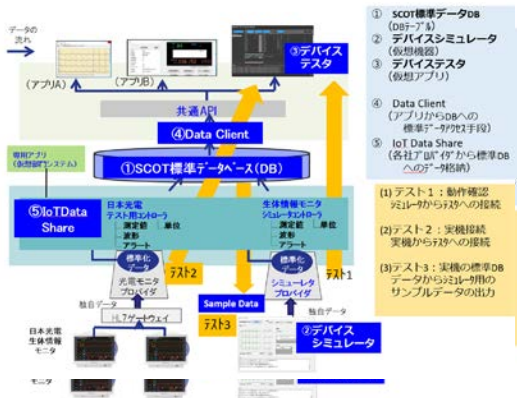 データの
流れ
(アプリA)
(アプリB)
③デバイス
テスタ
共通API
④Data Client
①SCOT標準データベース(DB)
専用アプリ
⑤IoTData
Share
日本光電
テスト用コントローラ
測定値
単位
波形
アラート
生体情報モニタ
シミュレータコントローラ
測定値
単位
波形
アラート
標準化
データ
光電モニタ
プロバイダ
標準化
データ
シミュレータ
プロバイダ
テスト2
テスト1
Sample Data
テスト3
独自データ
独自データ
HL7ゲートウェイ
日本光電
生体情報
モニタ
②デバイス
シミュレータ
モニタ
① SCOT標準データDB
(DBテーブル)
② デバイスシミュレータ
(仮想機器)
③ デバイステスタ
(仮想アプリ)
④ Data Client
(アプリからDBへの
標準データアクセス手段)
⑤ IoT Data Share
(各社プロバイダから標準DB
へのデータ格納)
(1) テスト1：動作確認
シミュレータからテスタへの接続
(2) テスト2：実機接続
実機からテスタへの接続
(3) テスト3：実機の標準DB
データからシミュレータ用の
サンプルデータの出力